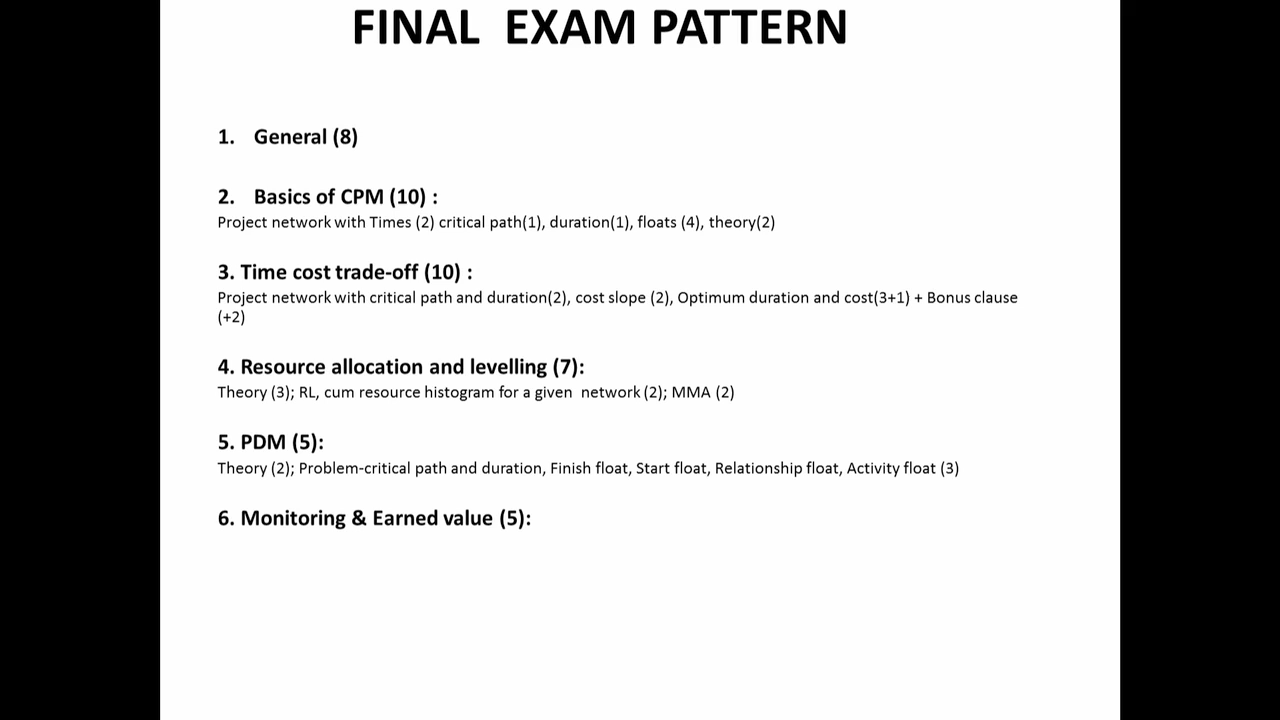 FINAL EXAM PATTERN
1. General (8)
2. Basics of CPM (10) :
Project network with Times (2) critical path(1), duration(1), floats (4), theory(2)
3. Time cost trade-off (10) :
Project network with critical path and duration(2), cost slope (2), Optimum duration and cost(3+1) + Bonus clause
(+2)
4. Resource allocation and levelling (7):
Theory (3); RL, cum resource histogram for a given network (2); MMA (2)
5. PDM (5):
Theory (2); Problem-critical path and duration, Finish float, Start float, Relationship float, Activity float (3)
6. Monitoring & Earned value (5):